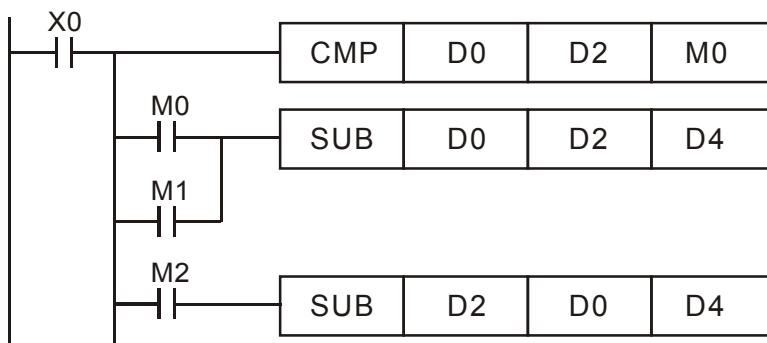 X0
CMP D0 D2 M0
M0
SUB D0 D2 D4
M1
M2
SUB D2 D0 D4